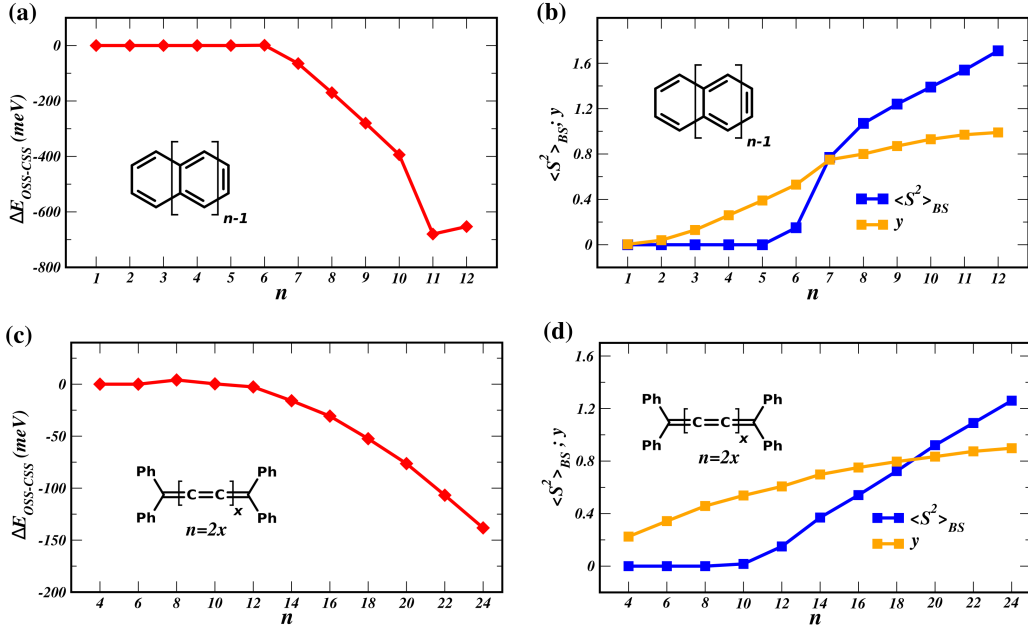 (a)
ΔE_OSS-CSS (meV)
0
-200
-400
-600
-800
n-1
1 2 3 4 5 6 7 8 9 10 11 12
n
(b)
<S²>_BS; y
1.6
1.2
0.8
0.4
0
n-1
<S²>_BS
y
1 2 3 4 5 6 7 8 9 10 11 12
n
(c)
ΔE_OSS-CSS (meV)
0
-50
-100
-150
-200
Ph Ph
C C
x
Ph Ph
n=2x
4 6 8 10 12 14 16 18 20 22 24
n
(d)
<S²>_BS; y
1.6
1.2
0.8
0.4
0
Ph Ph
C C
x
Ph Ph
n=2x
<S²>_BS
y
4 6 8 10 12 14 16 18 20 22 24
n